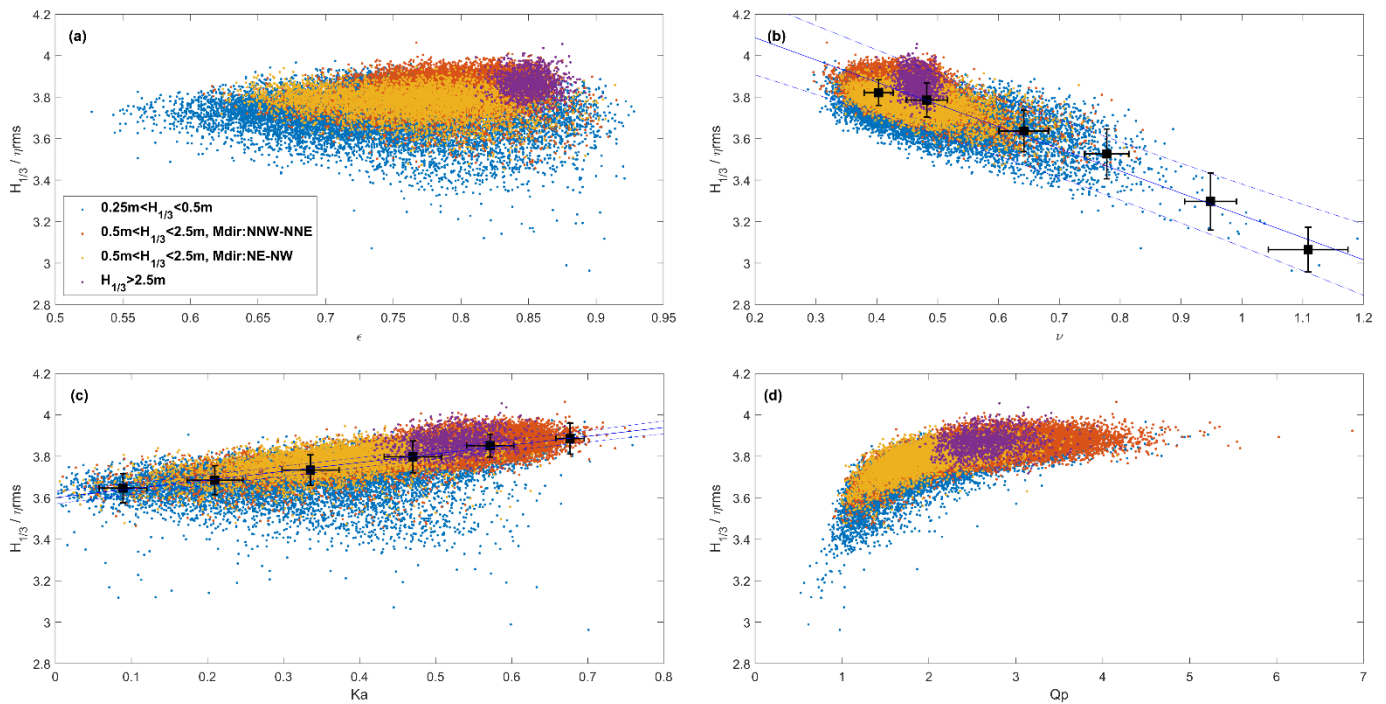 (a)
4.2
4
3.8
3.6
3.4
3.2
3
2.8
H1/3 / ηrms
0.25m<H1/3<0.5m
0.5m<H1/3<2.5m, Mdir:NNW-NNE
0.5m<H1/3<2.5m, Mdir:NE-NW
H1/3>2.5m
0.5 0.55 0.6 0.65 0.7 0.75 0.8 0.85 0.9 0.95
ϵ
(b)
4.2
4
3.8
3.6
3.4
3.2
3
2.8
H1/3 / ηrms
0.2 0.3 0.4 0.5 0.6 0.7 0.8 0.9 1 1.1 1.2
ν
(c)
4.2
4
3.8
3.6
3.4
3.2
3
2.8
H1/3 / ηrms
0 0.1 0.2 0.3 0.4 0.5 0.6 0.7 0.8
Ka
(d)
4.2
4
3.8
3.6
3.4
3.2
3
2.8
H1/3 / ηrms
0 1 2 3 4 5 6 7
Qp